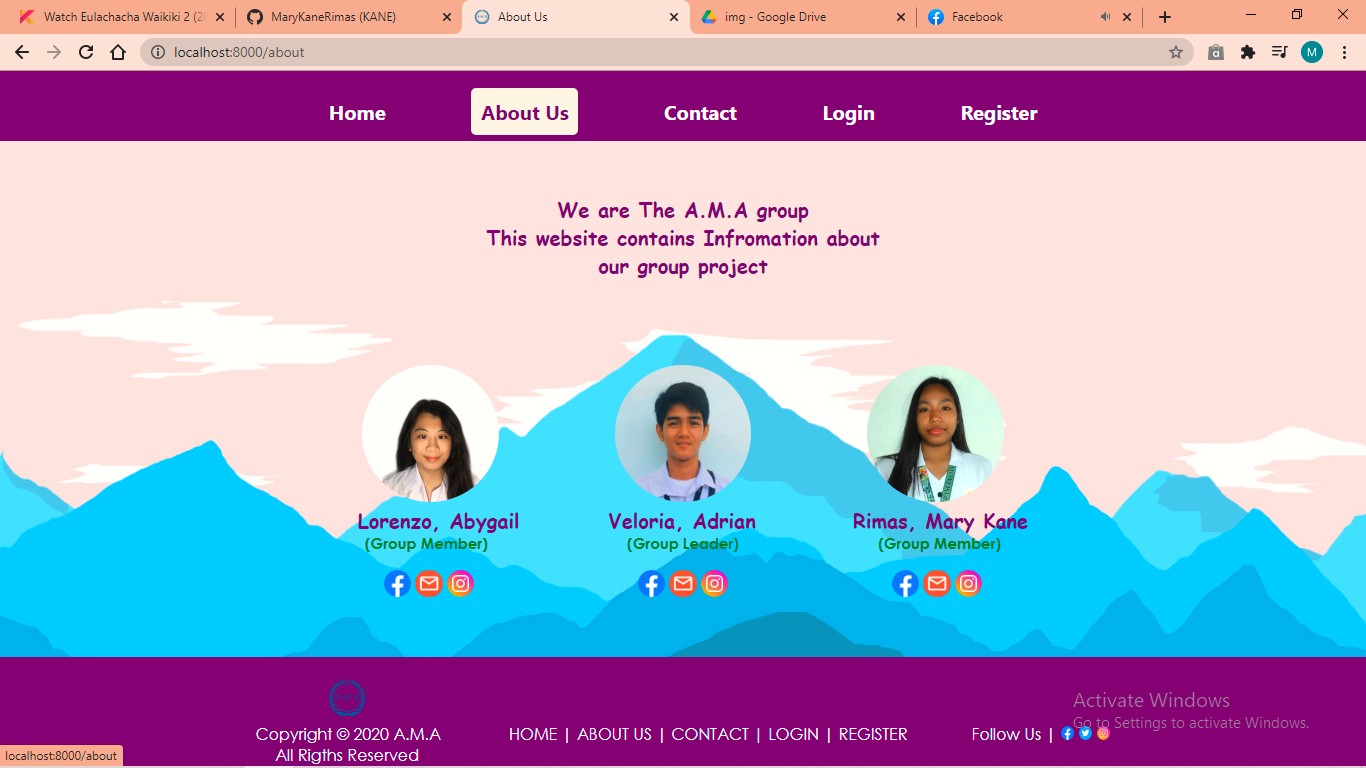 Watch Eulachacha Waikiki 2 (20
MaryKaneRimas (KANE)
About Us
img - Google Drive
Facebook
localhost:8000/about
M
Home
About Us
Contact
Login
Register
We are The A.M.A group
This website contains Infromation about
our group project
Lorenzo, Abygail
(Group Member)
Veloria, Adrian
(Group Leader)
Rimas, Mary Kane
(Group Member)
Copyright © 2020 A.M.A
All Rigths Reserved
HOME | ABOUT US | CONTACT | LOGIN | REGISTER
Follow Us |
Activate Windows
Go to Settings to activate Windows.
localhost:8000/about